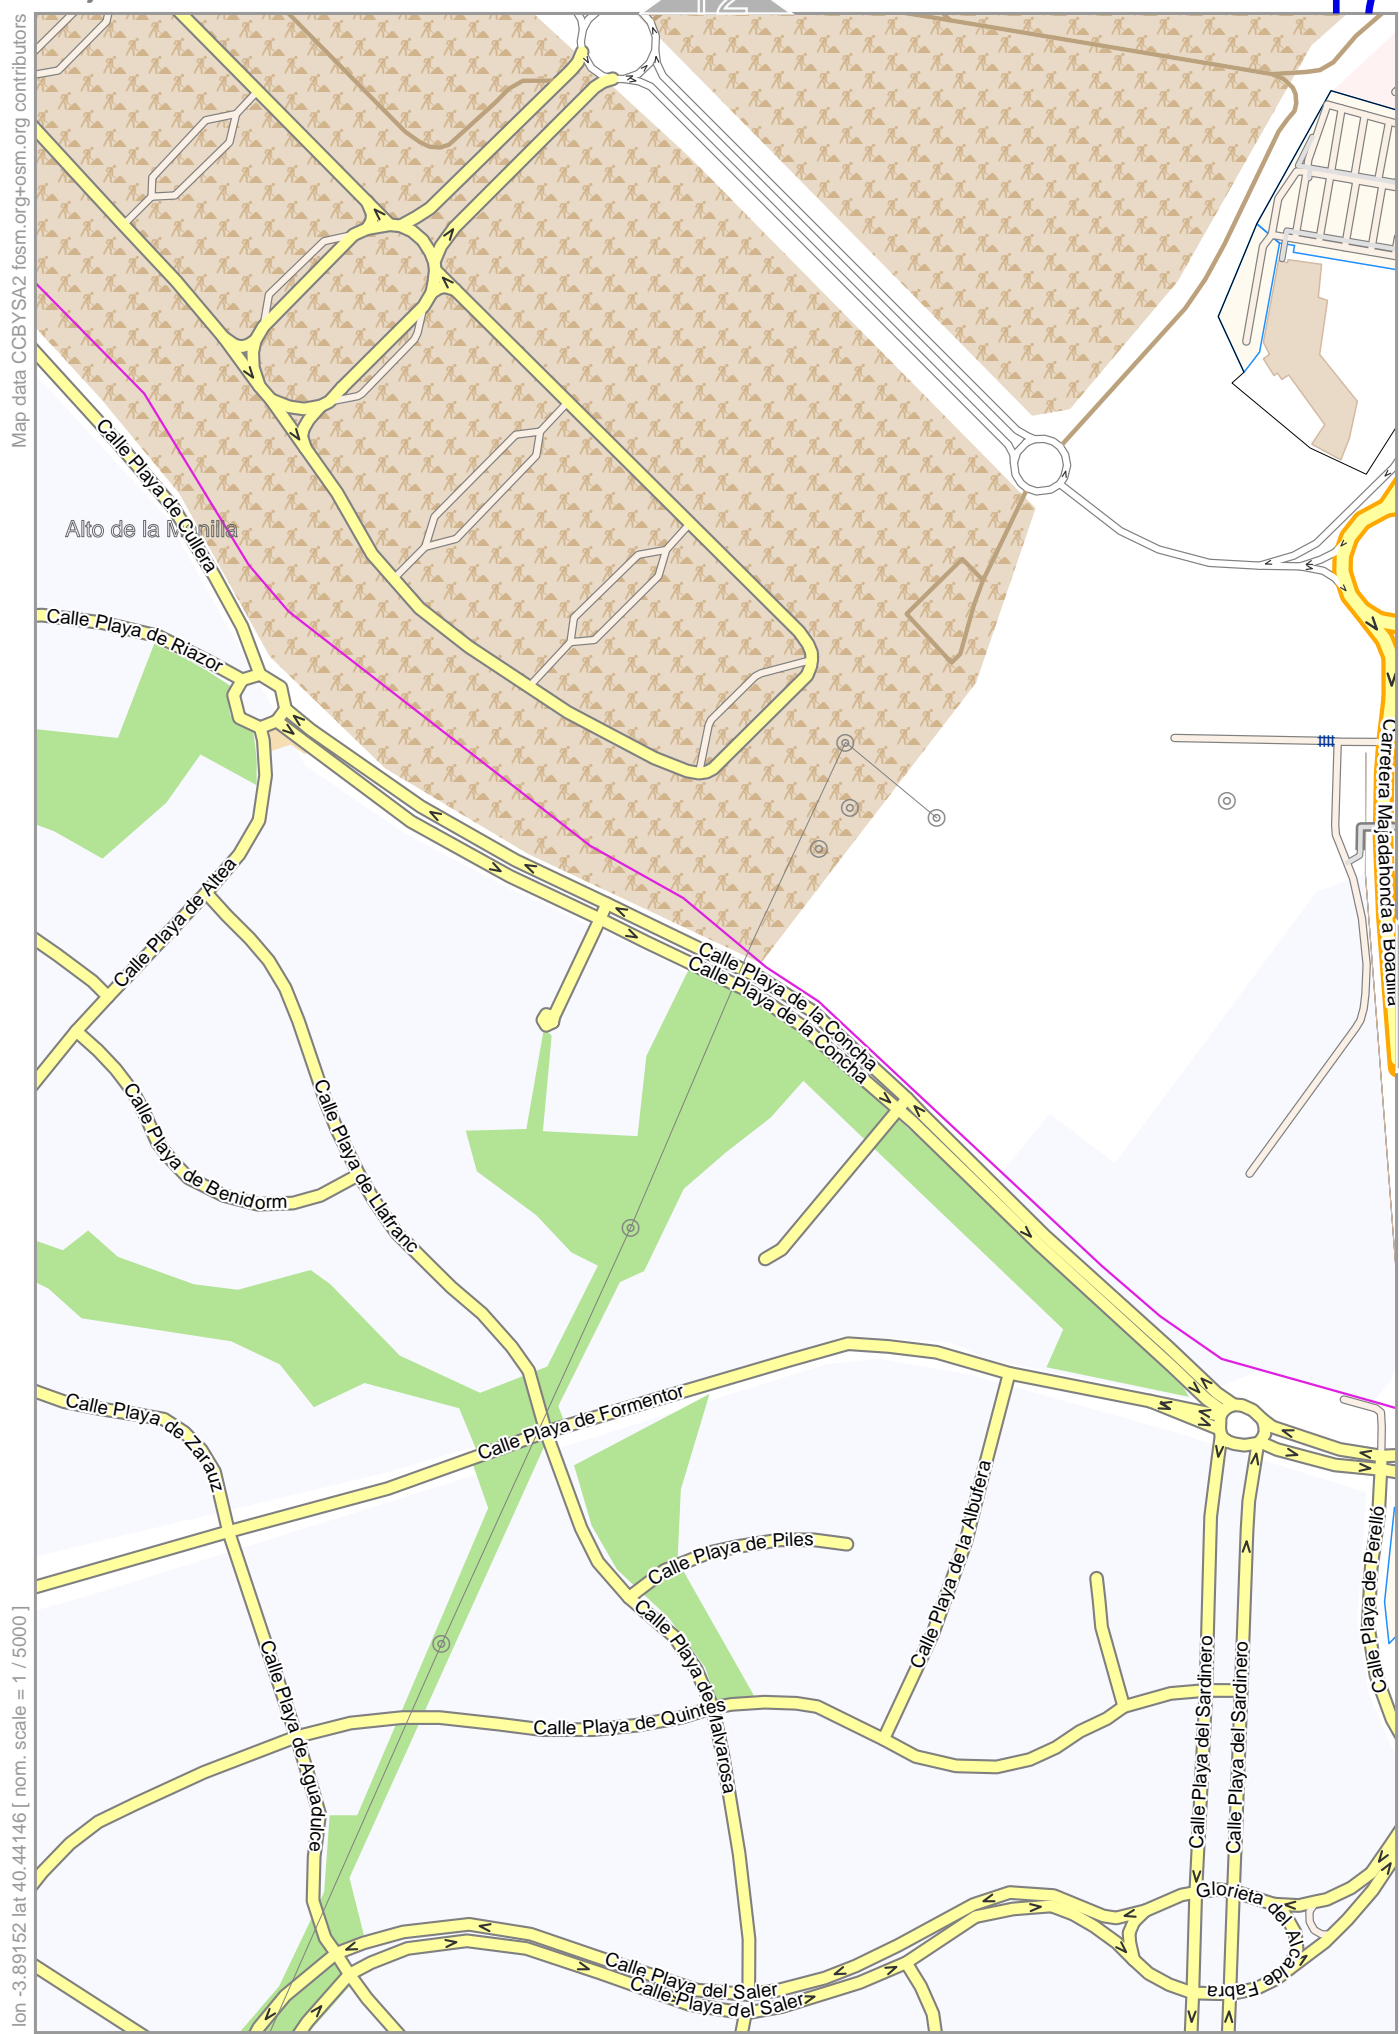 12
Map data CCBYSA2 fosm.org+osm.org contributors
Calle Playa de Cullera
Alto de la M nilla
Calle Playa de Riazor
Carretera Majadahonda a Boadilla
Calle Playa de Altea
Calle Playa de la Concha
Calle Playa de la Concha
Calle Playa de Benidorm
Calle Playa de Llafranc
Calle Playa de Formentor
Calle Playa de Zarauz
Calle Playa de Piles
Calle Playa de la Albufera
Calle Playa de Perelló
Calle Playa de Malvarosa
Calle Playa de Quintes
Calle Playa de Aguadulce
Calle Playa del Sardinero
Calle Playa del Sardinero
Glorieta del Alcalde Fabra
Calle Playa del Saler
Calle Playa del Saler
lon -3.89152 lat 40.44146 [ nom. scale = 1 / 5000 ]